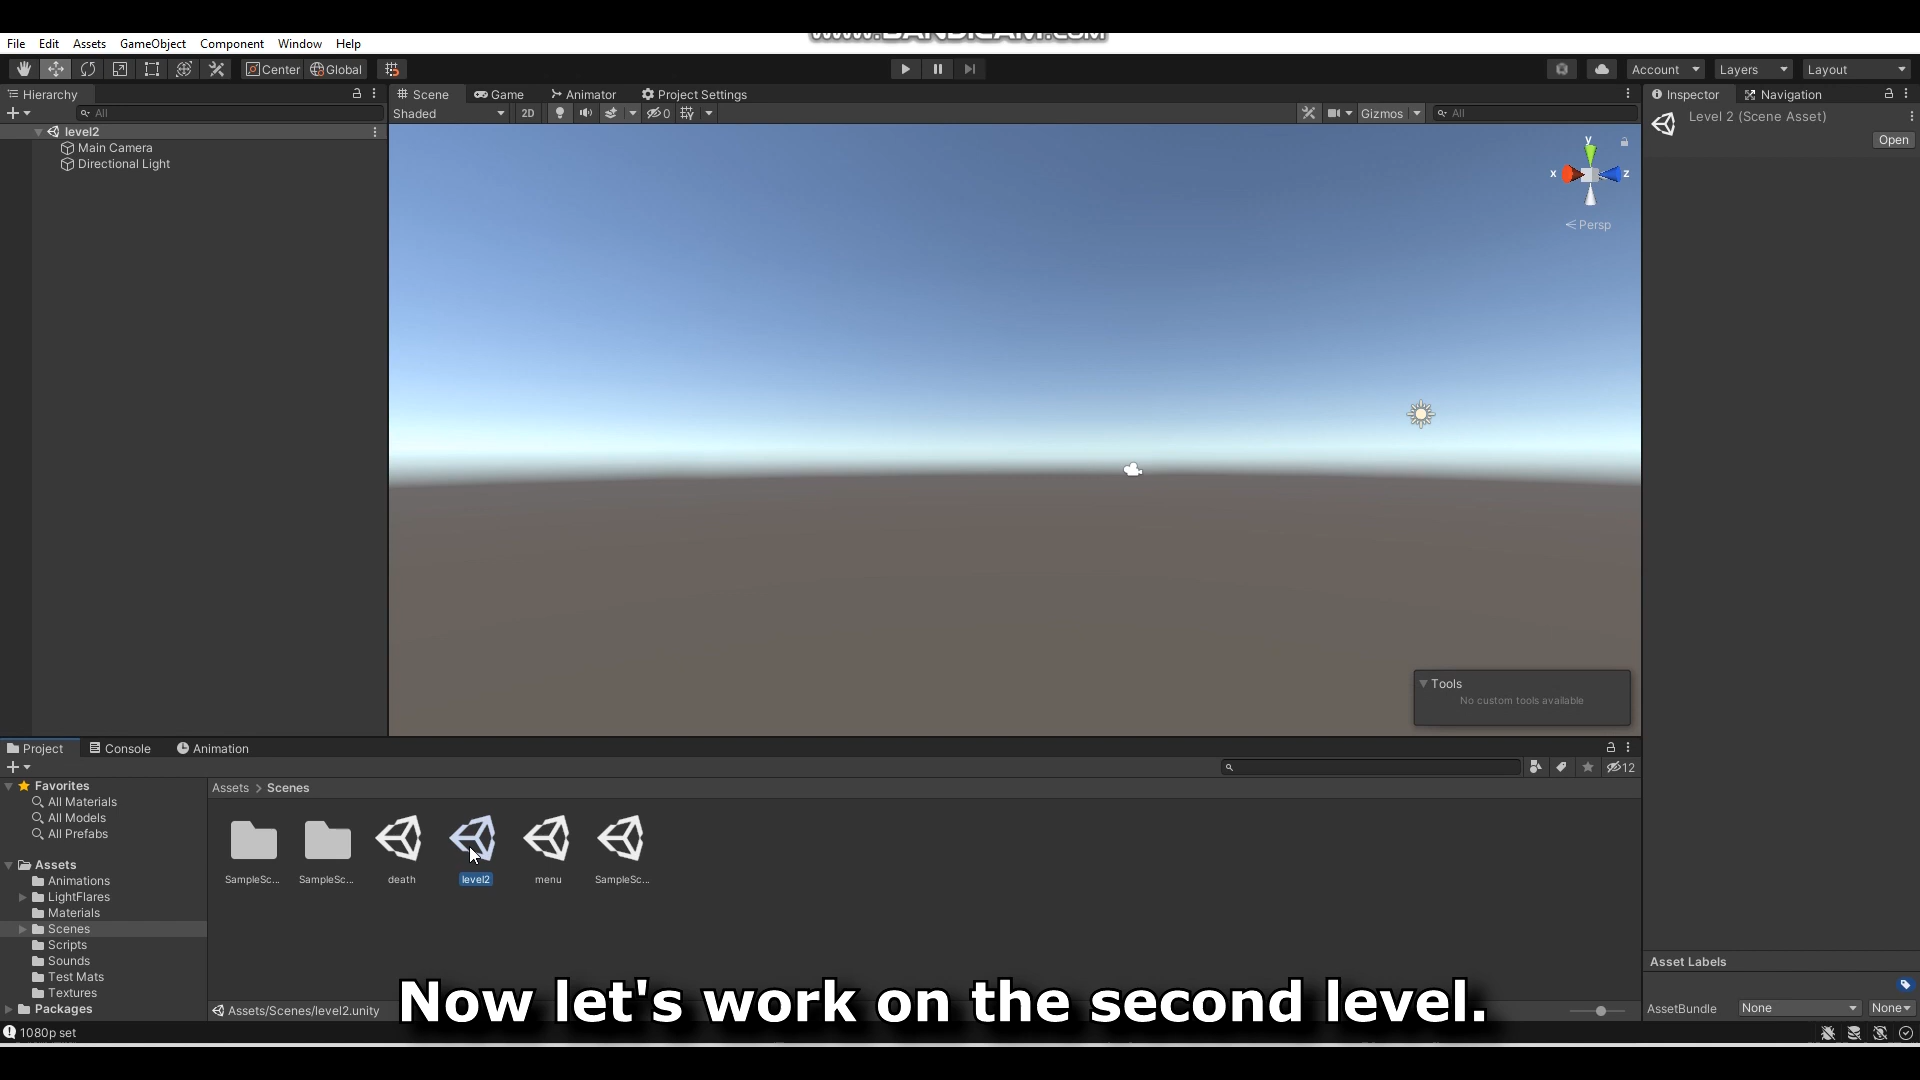 www.BANDICAM.com
File Edit Assets GameObject Component Window Help
Center Global Account Layers Layout
Hierarchy
All
level2
Main Camera
Directional Light
Scene Game Animator Project Settings
Shaded 2D 0 Gizmos All
y
x z
Persp
Tools
No custom tools available
Inspector Navigation
Level 2 (Scene Asset)
Open
Project Console Animation
12
Favorites
All Materials
All Models
All Prefabs
Assets
Animations
LightFlares
Materials
Scenes
Scripts
Sounds
Test Mats
Textures
Packages
Assets > Scenes
SampleSc... SampleSc... death level2 menu SampleSc...
Assets/Scenes/level2.unity
Now let's work on the second level.
Asset Labels
AssetBundle None None
1080p set